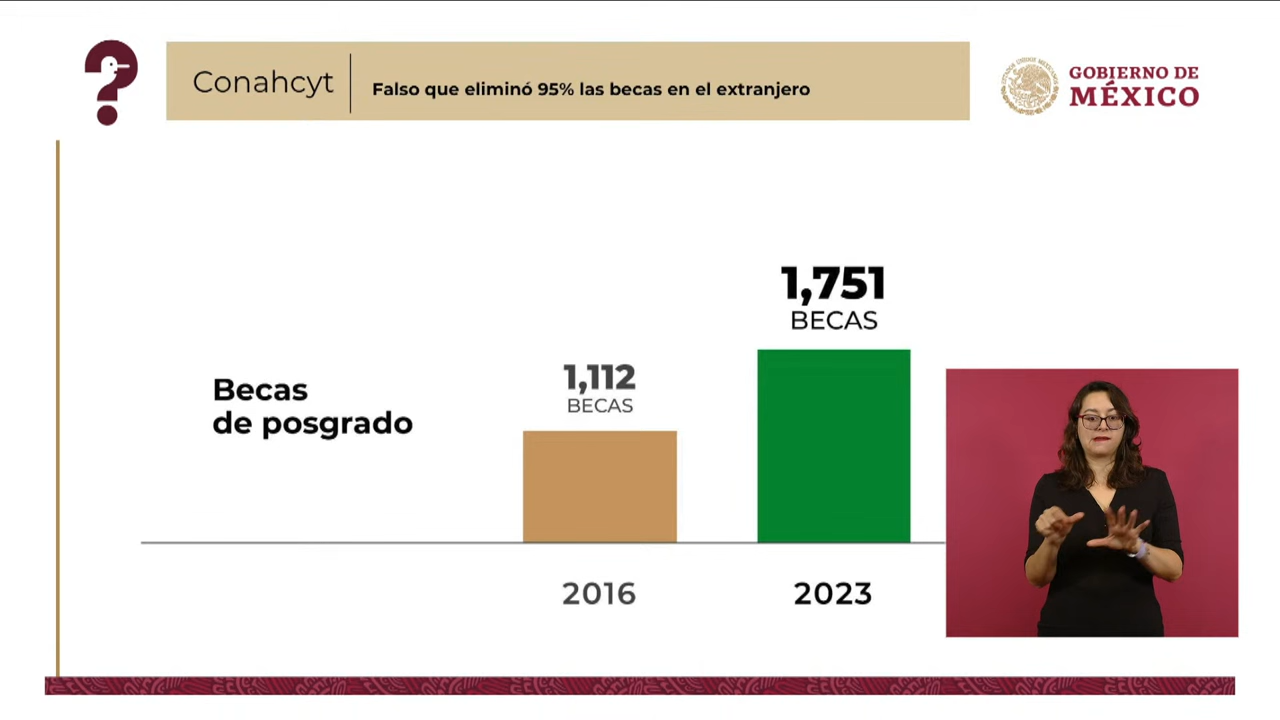 Conahcyt
Falso que eliminó 95% las becas en el extranjero
GOBIERNO DE
MÉXICO
1,751
BECAS
1,112
BECAS
Becas
de posgrado
2016
2023